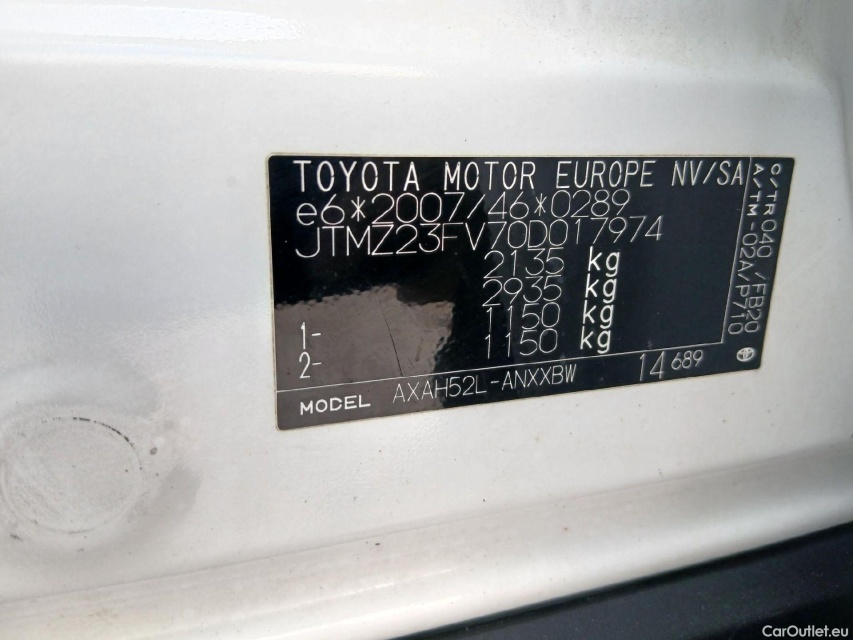 TOYOTA MOTOR EUROPE NV/SA
e6*2007/46*0289
JTMZ23FV70D017974
2135 kg
2935 kg
1- 1150 kg
2- 1150 kg
MODEL AXAH52L-ANXXBW 14 689
C/TR 040 /FB20
A/TM -02A/P710
CarOutlet.eu